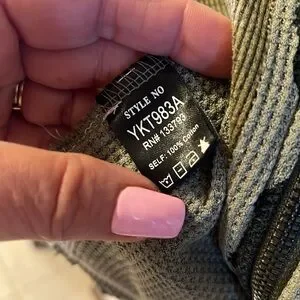 STYLE NO
YKT983A
RN# 133793
SELF: 100% Cotton